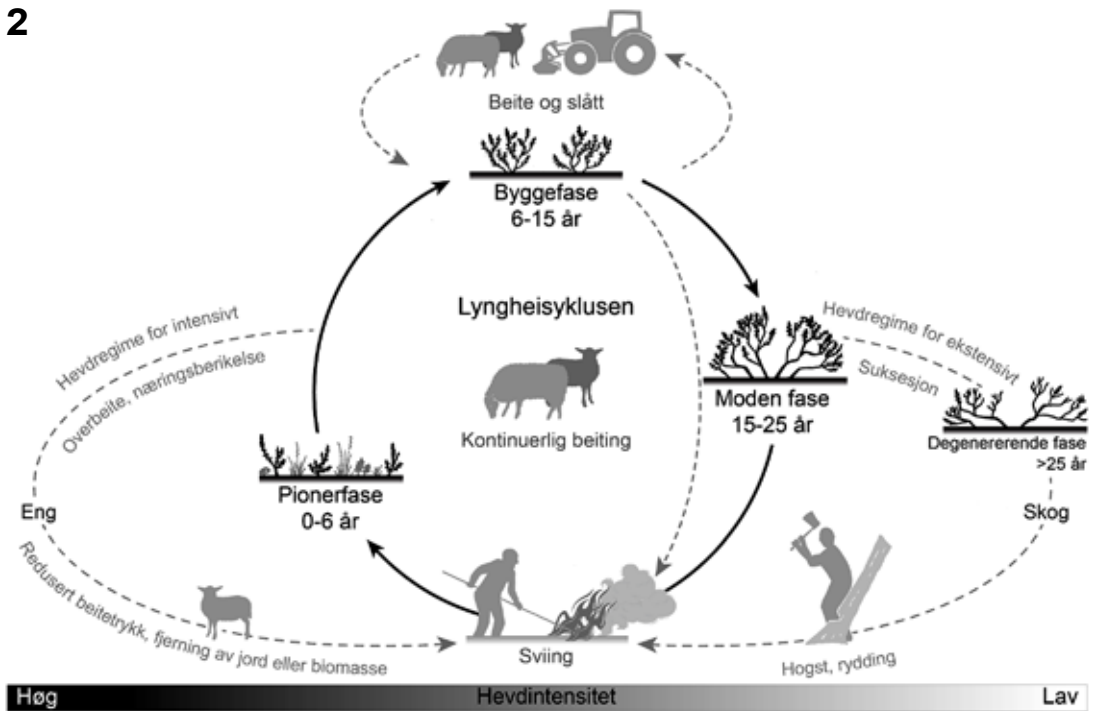 2
Beite og slått
Byggefase
6-15 år
Lyngheisyklusen
Kontinuerlig beiting
Hevdregime for intensivt
Overbeite, næringsberikelse
Hevdregime for ekstensivt
Suksesjon
Moden fase
15-25 år
Degenererende fase
>25 år
Pionerfase
0-6 år
Eng
Skog
Redusert beitetrykk, fjerning av jord eller biomasse
Sviing
Hogst, rydding
Høg
Hevdintensitet
Lav